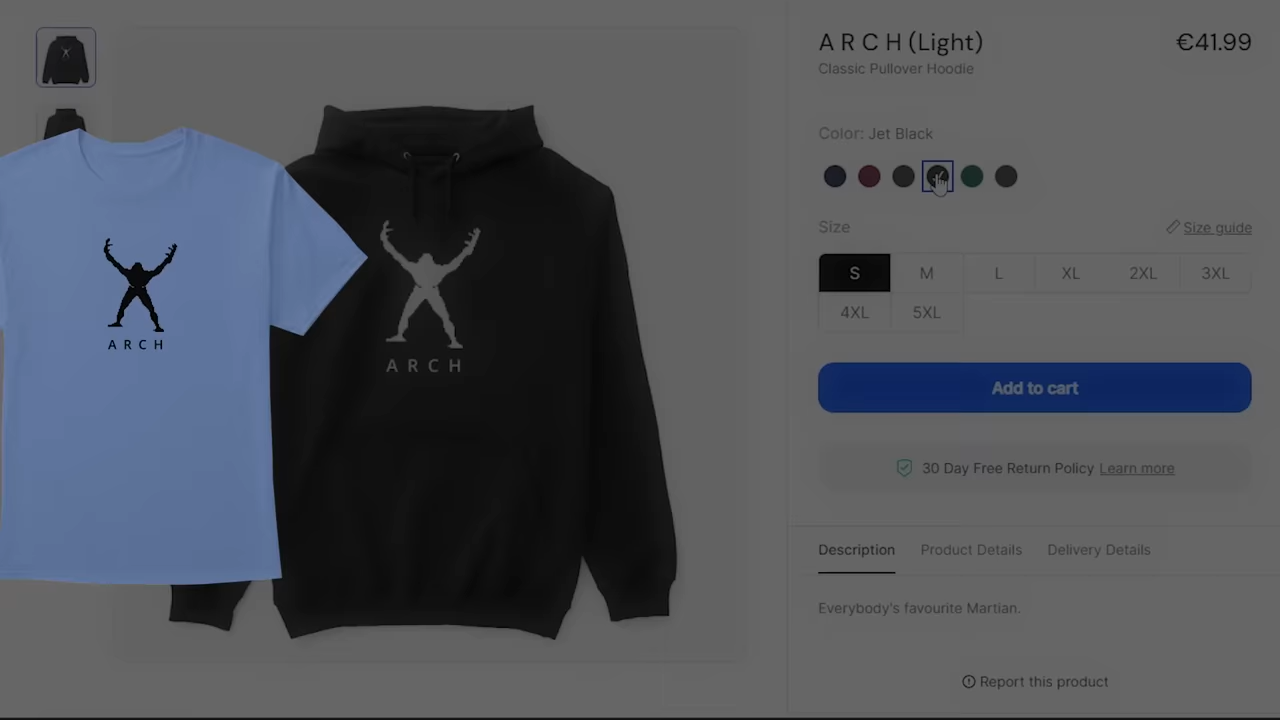 A R C H (Light)
€41.99
Classic Pullover Hoodie
Color: Jet Black
Size
Size guide
S
M
L
XL
2XL
3XL
4XL
5XL
Add to cart
30 Day Free Return Policy Learn more
Description
Product Details
Delivery Details
Everybody's favourite Martian.
Report this product
A R C H
A R C H